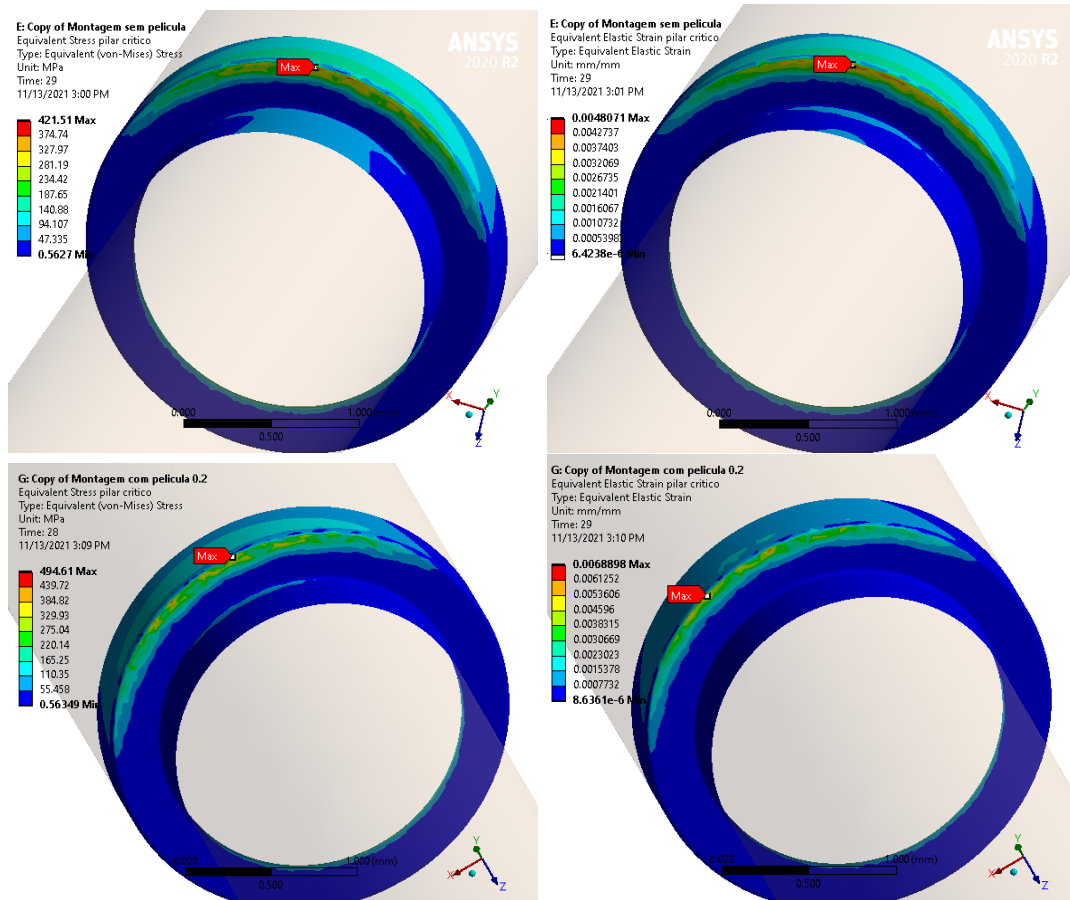 E: Copy of Montagem sem pelicula
Equivalent Stress pilar critico
Type: Equivalent (von-Mises) Stress
Unit: MPa
Time: 29
11/13/2021 3:00 PM
ANSYS
2020 R2
421.51 Max
374.74
327.97
281.19
234.42
187.65
140.88
94.107
47.335
0.5627 Min
Max
0.000
1.000 (mm)
0.500
X
Y
Z
E: Copy of Montagem sem pelicula
Equivalent Elastic Strain pilar critico
Type: Equivalent Elastic Strain
Unit: mm/mm
Time: 29
11/13/2021 3:01 PM
ANSYS
2020 R2
0.0048071 Max
0.0042737
0.0037403
0.0032069
0.0026735
0.0021401
0.0016067
0.0010732
0.00053983
6.4238e-6 Min
Max
0.000
1.000 (mm)
0.500
X
Y
Z
G: Copy of Montagem com pelicula 0.2
Equivalent Stress pilar critico
Type: Equivalent (von-Mises) Stress
Unit: MPa
Time: 28
11/13/2021 3:09 PM
494.61 Max
439.72
384.82
329.93
275.04
220.14
165.25
110.35
55.458
0.56349 Min
Max
0.000
1.000 (mm)
0.500
X
Y
Z
G: Copy of Montagem com pelicula 0.2
Equivalent Elastic Strain pilar critico
Type: Equivalent Elastic Strain
Unit: mm/mm
Time: 29
11/13/2021 3:10 PM
0.0068898 Max
0.0061252
0.0053606
0.004596
0.0038315
0.0030669
0.0023023
0.0015378
0.0007732
8.6361e-6 Min
Max
0.000
1.000 (mm)
0.500
X
Y
Z